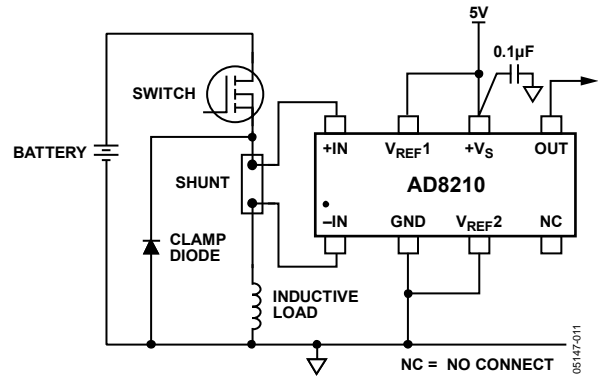 5V
0.1µF
SWITCH
BATTERY
+IN
VREF1
+VS
OUT
SHUNT
AD8210
–IN
GND
VREF2
NC
CLAMP
DIODE
INDUCTIVE
LOAD
NC = NO CONNECT
05147-011